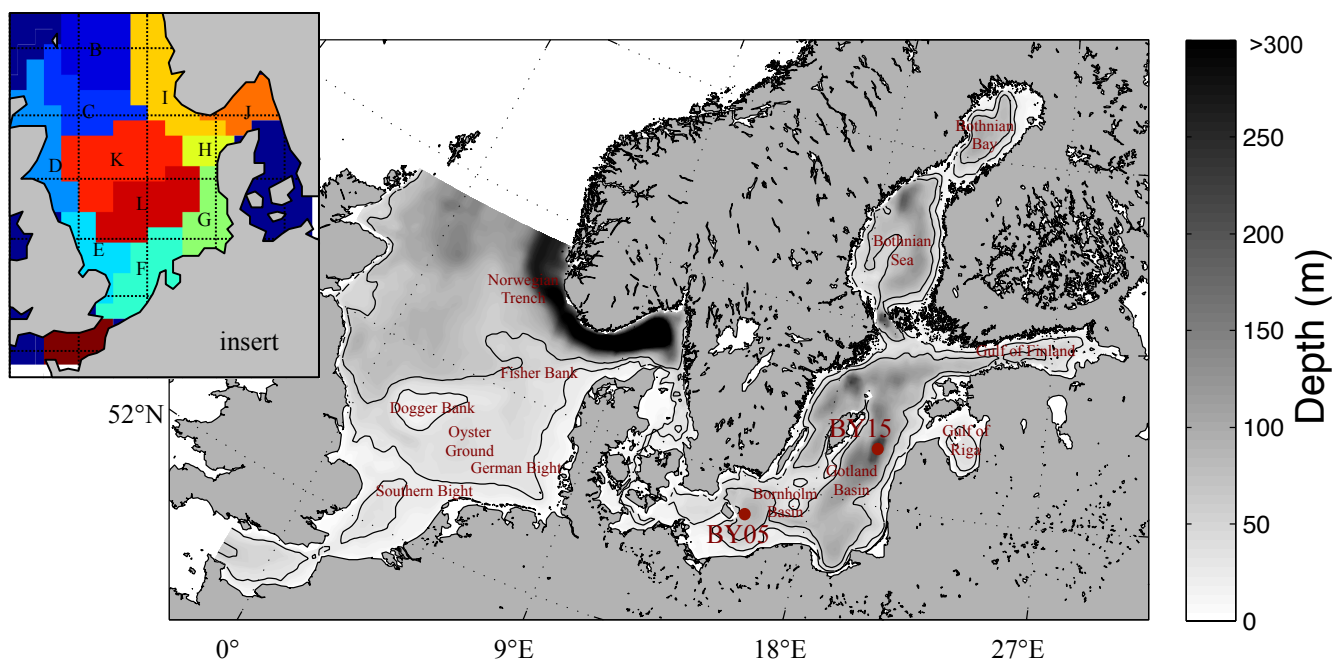 A
B
C
I
J
D
K
H
L
G
E
F
insert
Bothnian
Bay
Bothnian
Sea
Norwegian
Trench
Gulf of Finland
Fisher Bank
Dogger Bank
Oyster
Ground
German Bight
Southern Bight
BY15
Gulf of
Riga
Gotland
Basin
Bornholm
Basin
BY05
52°N
0°
9°E
18°E
27°E
>300
250
200
150
100
50
0
Depth (m)